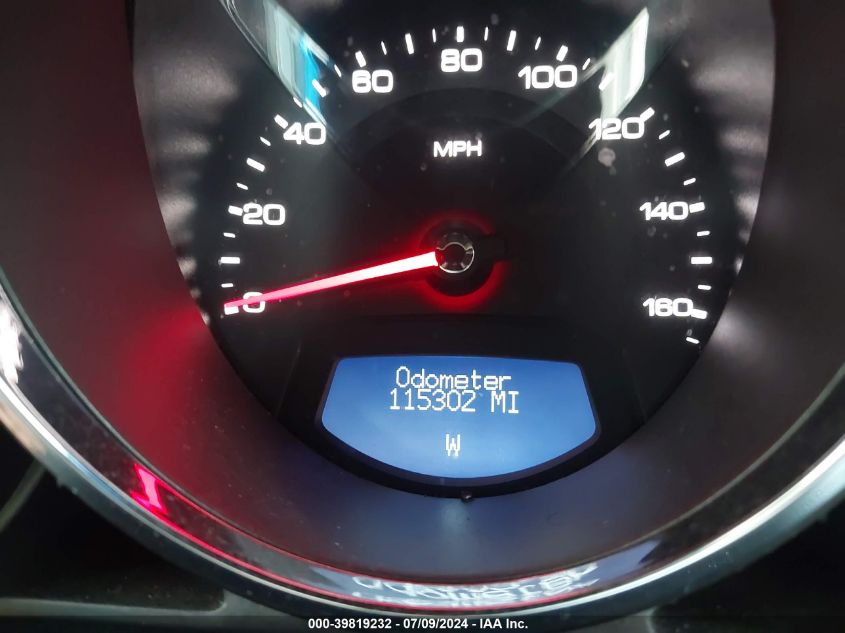 60 80 100
40 120
MPH
20 140
0 160
Odometer
115302 MI
W
000-39819232 - 07/09/2024 - IAA Inc.